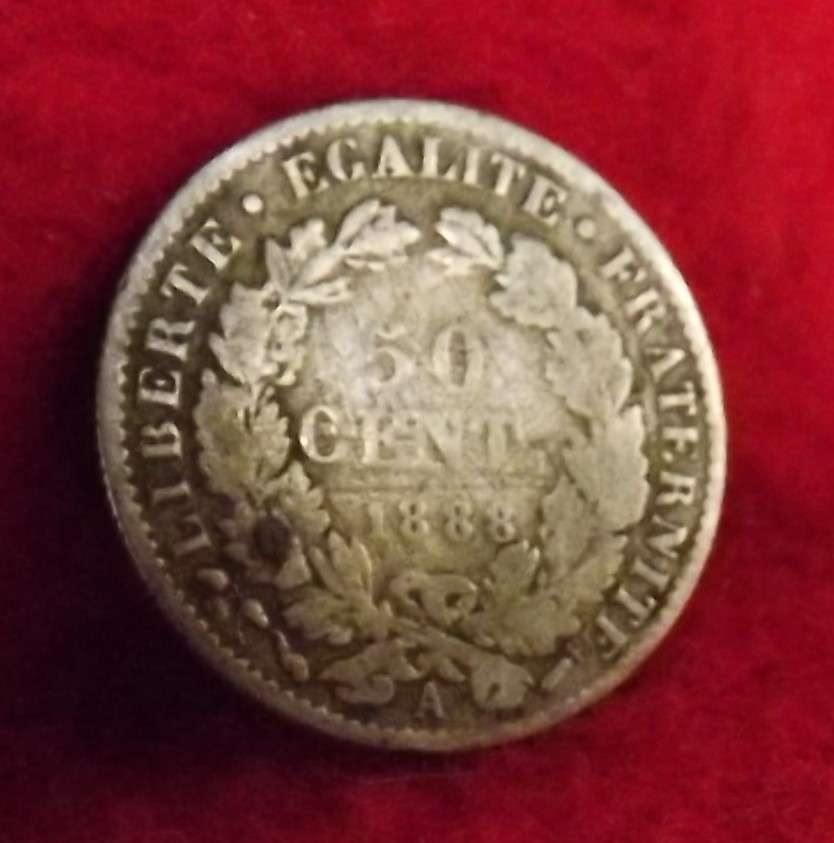 LIBERTE · EGALITE · FRATERNITE
50
CENT.
1888
A